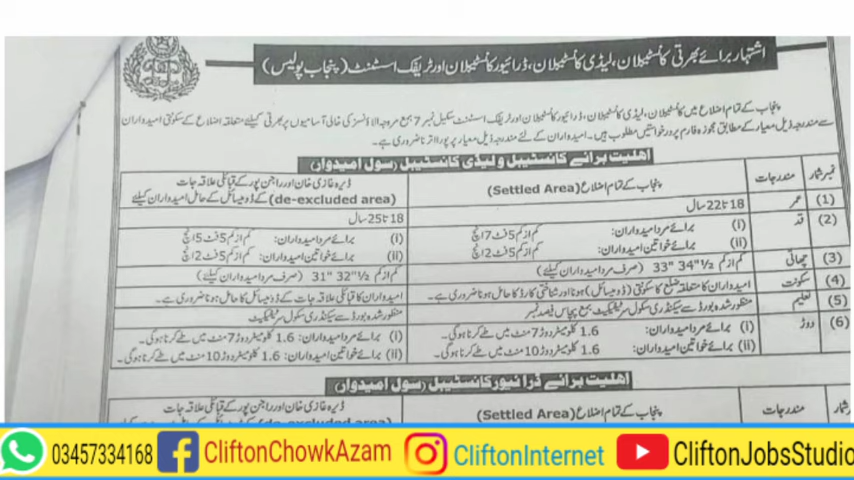 اشتہار برائے بھرتی کانسٹیبلان، لیڈی کانسٹیبلان، ڈرائیور کانسٹیبلان اور ٹریفک اسسٹنٹ (پنجاب پولیس)
پنجاب کے تمام اضلاع میں کانسٹیبلان، لیڈی کانسٹیبلان، ڈرائیور کانسٹیبلان اور ٹریفک اسسٹنٹ سکیل نمبر 7 بمع مروجہ الاؤنسز کی خالی آسامیوں پر بھرتی کیلئے متعلقہ اضلاع کے سکونتی امیدواران
سے مندرجہ ذیل معیار کے مطابق مجوزہ فارم پر درخواستیں مطلوب ہیں۔ امیدواران کے لئے مندرجہ ذیل معیار پر پورا اترنا ضروری ہے۔
اھلیت برائے کانسٹیبل و لیڈی کانسٹیبل (سول امیدوار)
نمبر شمار مندرجات پنجاب کے تمام اضلاع (Settled Area) ڈیرہ غازی خان اور راجن پور کے قبائلی علاقہ جات
(de-excluded area) کے ڈومیسائل کے حامل امیدواران کیلئے
(1) عمر 18 تا 22 سال 18 تا 25 سال
(2) قد (i) برائے مرد امیدواران: کم از کم 5 فٹ 7 انچ (i) برائے مرد امیدواران: کم از کم 5 فٹ 5 انچ
(ii) برائے خواتین امیدواران: کم از کم 5 فٹ 2 انچ (ii) برائے خواتین امیدواران: کم از کم 5 فٹ 2 انچ
(3) چھاتی کم از کم 33" 34½" (صرف مرد امیدواران کیلئے) کم از کم 31" 32½" (صرف مرد امیدواران کیلئے)
(4) سکونت امیدواران کا متعلقہ ضلع کا سکونتی (ڈومیسائل) ہونا اور شناختی کارڈ کا حامل ہونا ضروری ہے۔ امیدواران کا قبائلی علاقہ جات کے ڈومیسائل کا حامل ہونا ضروری ہے۔
(5) تعلیم منظور شدہ بورڈ سے سیکنڈری سکول سرٹیفکیٹ بمع پچاس فیصد نمبر منظور شدہ بورڈ سے سیکنڈری سکول سرٹیفکیٹ
(6) دوڑ (i) برائے مرد امیدواران: 1.6 کلومیٹر دوڑ 7 منٹ میں طے کرنا ہوگی۔ (i) برائے مرد امیدواران: 1.6 کلومیٹر دوڑ 7 منٹ میں طے کرنا ہوگی۔
(ii) برائے خواتین امیدواران: 1.6 کلومیٹر دوڑ 10 منٹ میں طے کرنا ہوگی۔ (ii) برائے خواتین امیدواران: 1.6 کلومیٹر دوڑ 10 منٹ میں طے کرنا ہوگی۔
اھلیت برائے ڈرائیور کانسٹیبل (سول امیدوار)
مندرجات پنجاب کے تمام اضلاع (Settled Area) ڈیرہ غازی خان اور راجن پور کے قبائلی علاقہ جات
03457334168 CliftonChowkAzam CliftonInternet CliftonJobsStudio